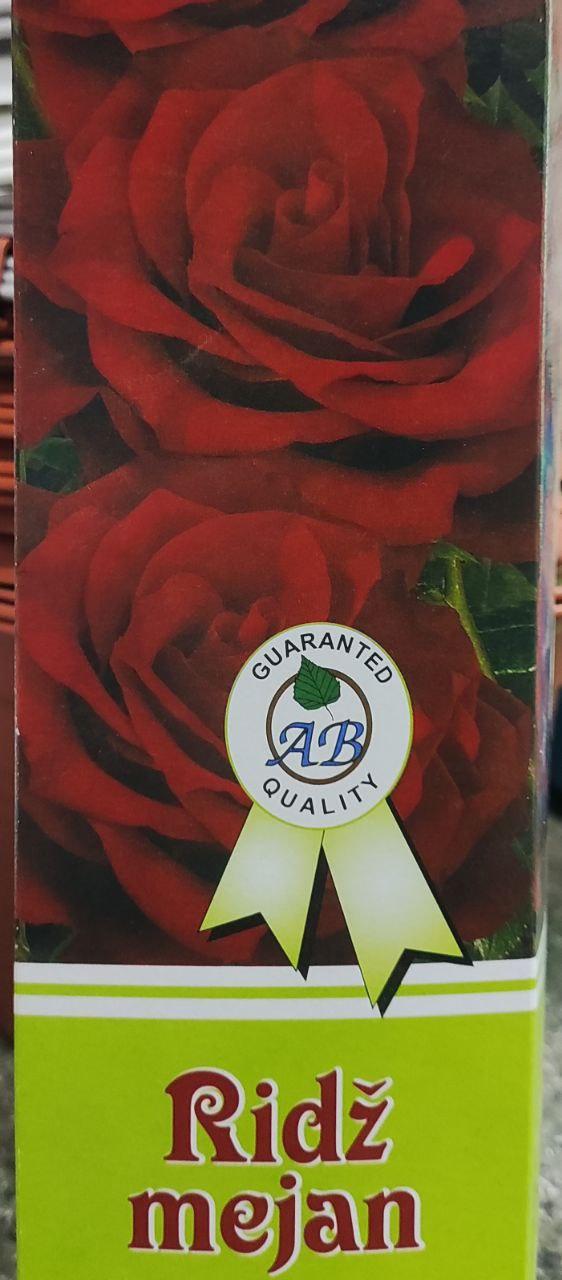 GUARANTED
AB
QUALITY
Ridž
mejan